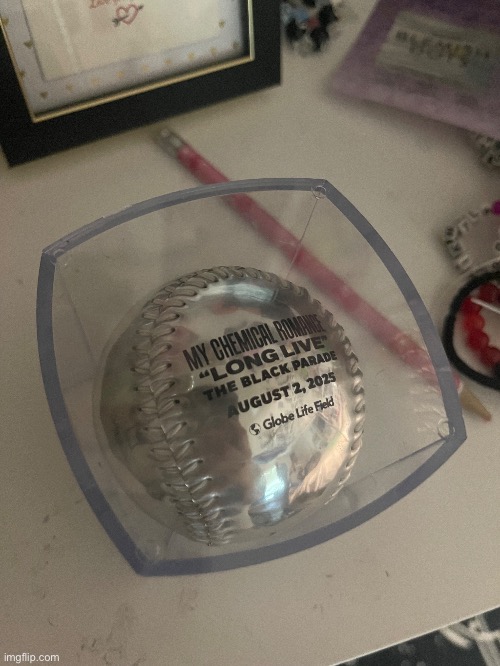 MY CHEMICAL ROMANCE
"LONG LIVE"
THE BLACK PARADE
AUGUST 2, 2025
Globe Life Field
imgflip.com